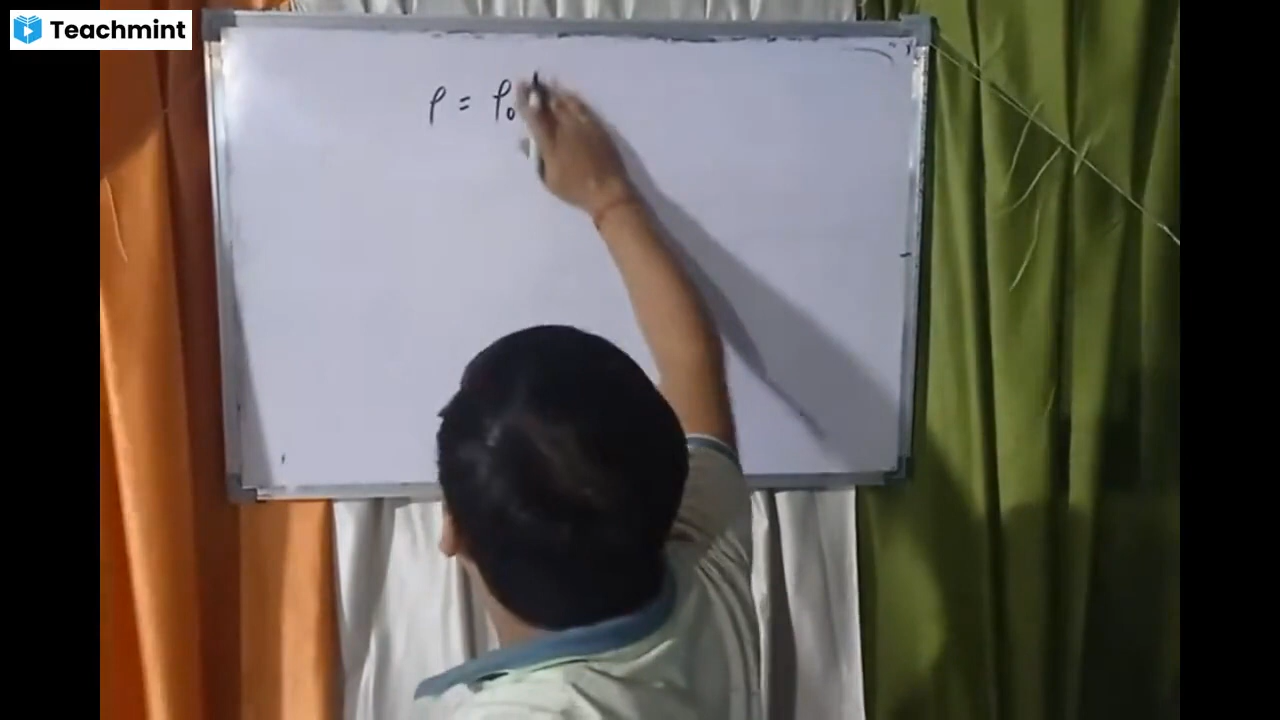 Teachmint
ρ = ρ₀